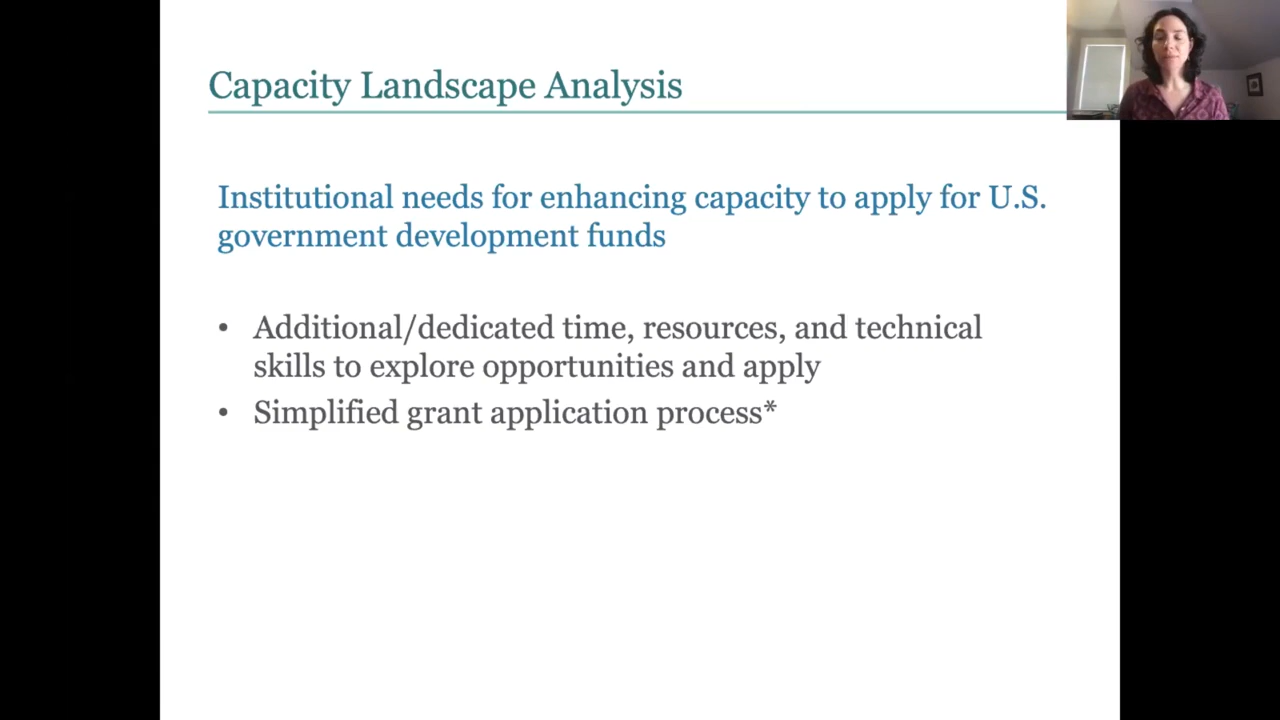 Capacity Landscape Analysis
Institutional needs for enhancing capacity to apply for U.S.
government development funds
• Additional/dedicated time, resources, and technical
skills to explore opportunities and apply
• Simplified grant application process*